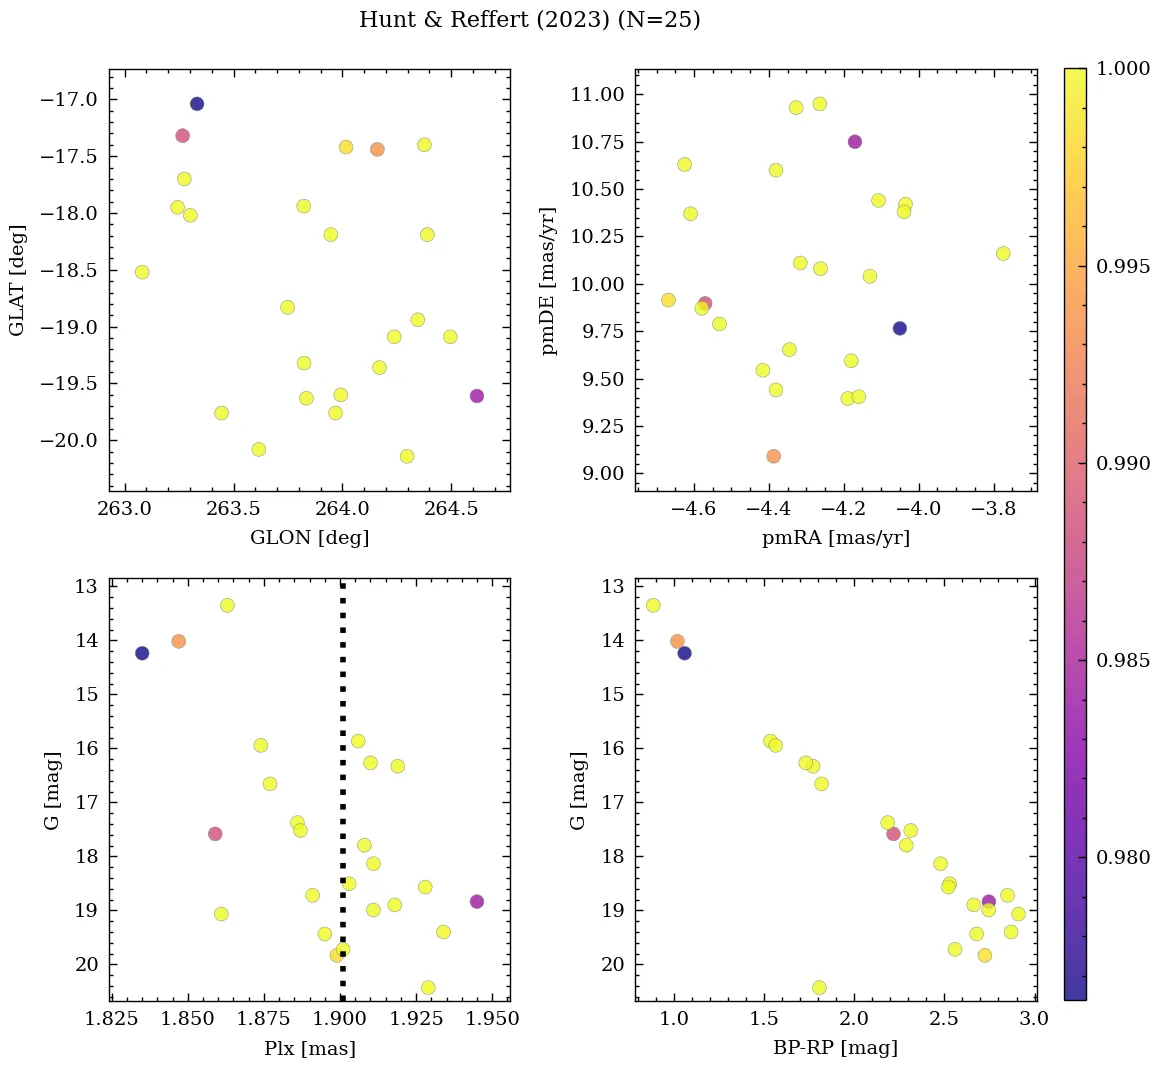 Hunt & Reffert (2023) (N=25)
−17.0
−17.5
−18.0
−18.5
−19.0
−19.5
−20.0
GLAT [deg]
263.0 263.5 264.0 264.5
GLON [deg]
11.00
10.75
10.50
10.25
10.00
9.75
9.50
9.25
9.00
pmDE [mas/yr]
−4.6 −4.4 −4.2 −4.0 −3.8
pmRA [mas/yr]
13
14
15
16
17
18
19
20
G [mag]
1.825 1.850 1.875 1.900 1.925 1.950
Plx [mas]
13
14
15
16
17
18
19
20
G [mag]
1.0 1.5 2.0 2.5 3.0
BP-RP [mag]
1.000
0.995
0.990
0.985
0.980